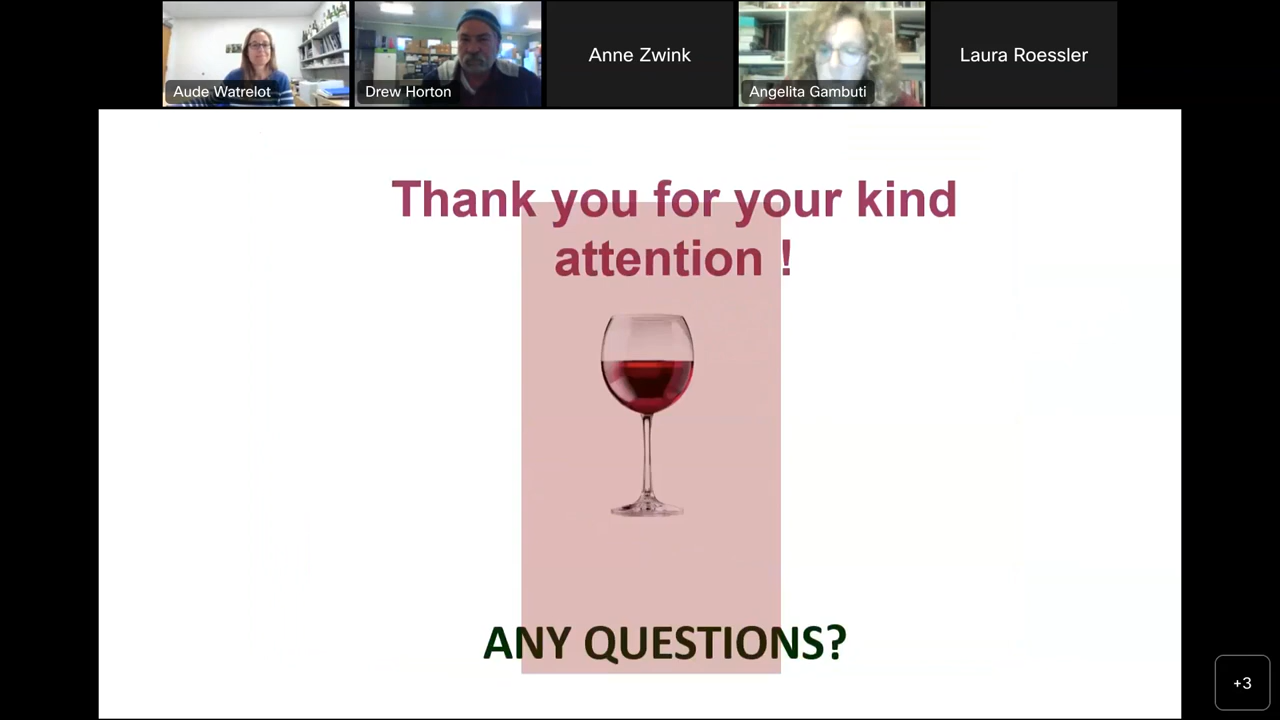 Aude Watrelot
Drew Horton
Anne Zwink
Angelita Gambuti
Laura Roessler
Thank you for your kind
attention !
ANY QUESTIONS?
+3